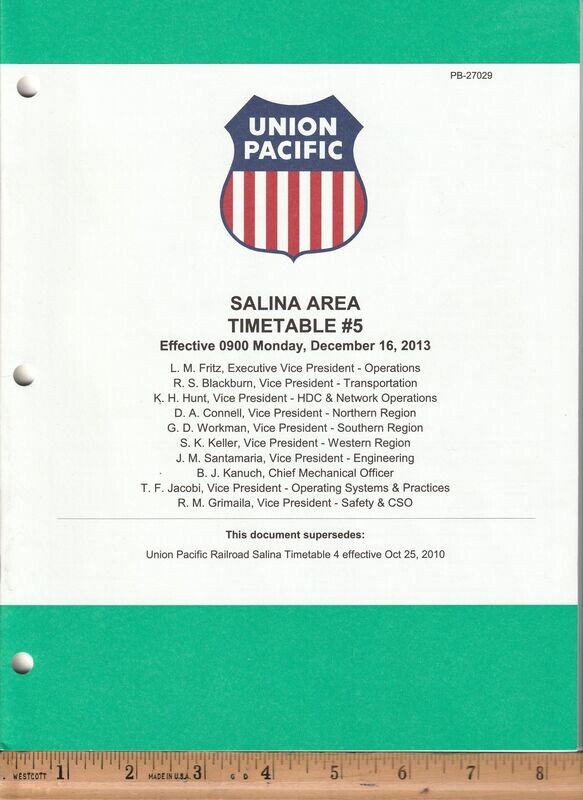 PB-27029
UNION
PACIFIC
SALINA AREA
TIMETABLE #5
Effective 0900 Monday, December 16, 2013
L. M. Fritz, Executive Vice President - Operations
R. S. Blackburn, Vice President - Transportation
K. H. Hunt, Vice President - HDC & Network Operations
D. A. Connell, Vice President - Northern Region
G. D. Workman, Vice President - Southern Region
S. K. Keller, Vice President - Western Region
J. M. Santamaria, Vice President - Engineering
B. J. Kanuch, Chief Mechanical Officer
T. F. Jacobi, Vice President - Operating Systems & Practices
R. M. Grimaila, Vice President - Safety & CSO
This document supersedes:
Union Pacific Railroad Salina Timetable 4 effective Oct 25, 2010
WESTCOTT 1 2 MADE IN U.S.A. 3 G D 4 5 6 7 8